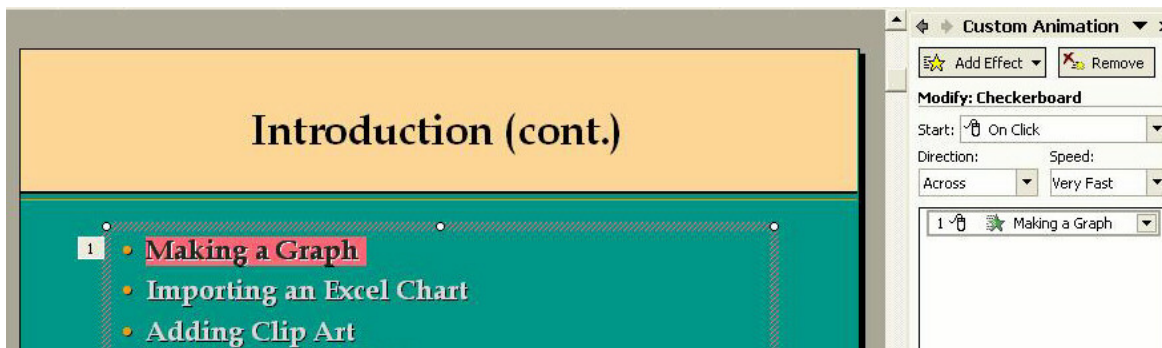 Custom Animation
Add Effect
Remove
Modify: Checkerboard
Start: On Click
Direction: Speed:
Across Very Fast
1 Making a Graph
Introduction (cont.)
1 • Making a Graph
• Importing an Excel Chart
• Adding Clip Art